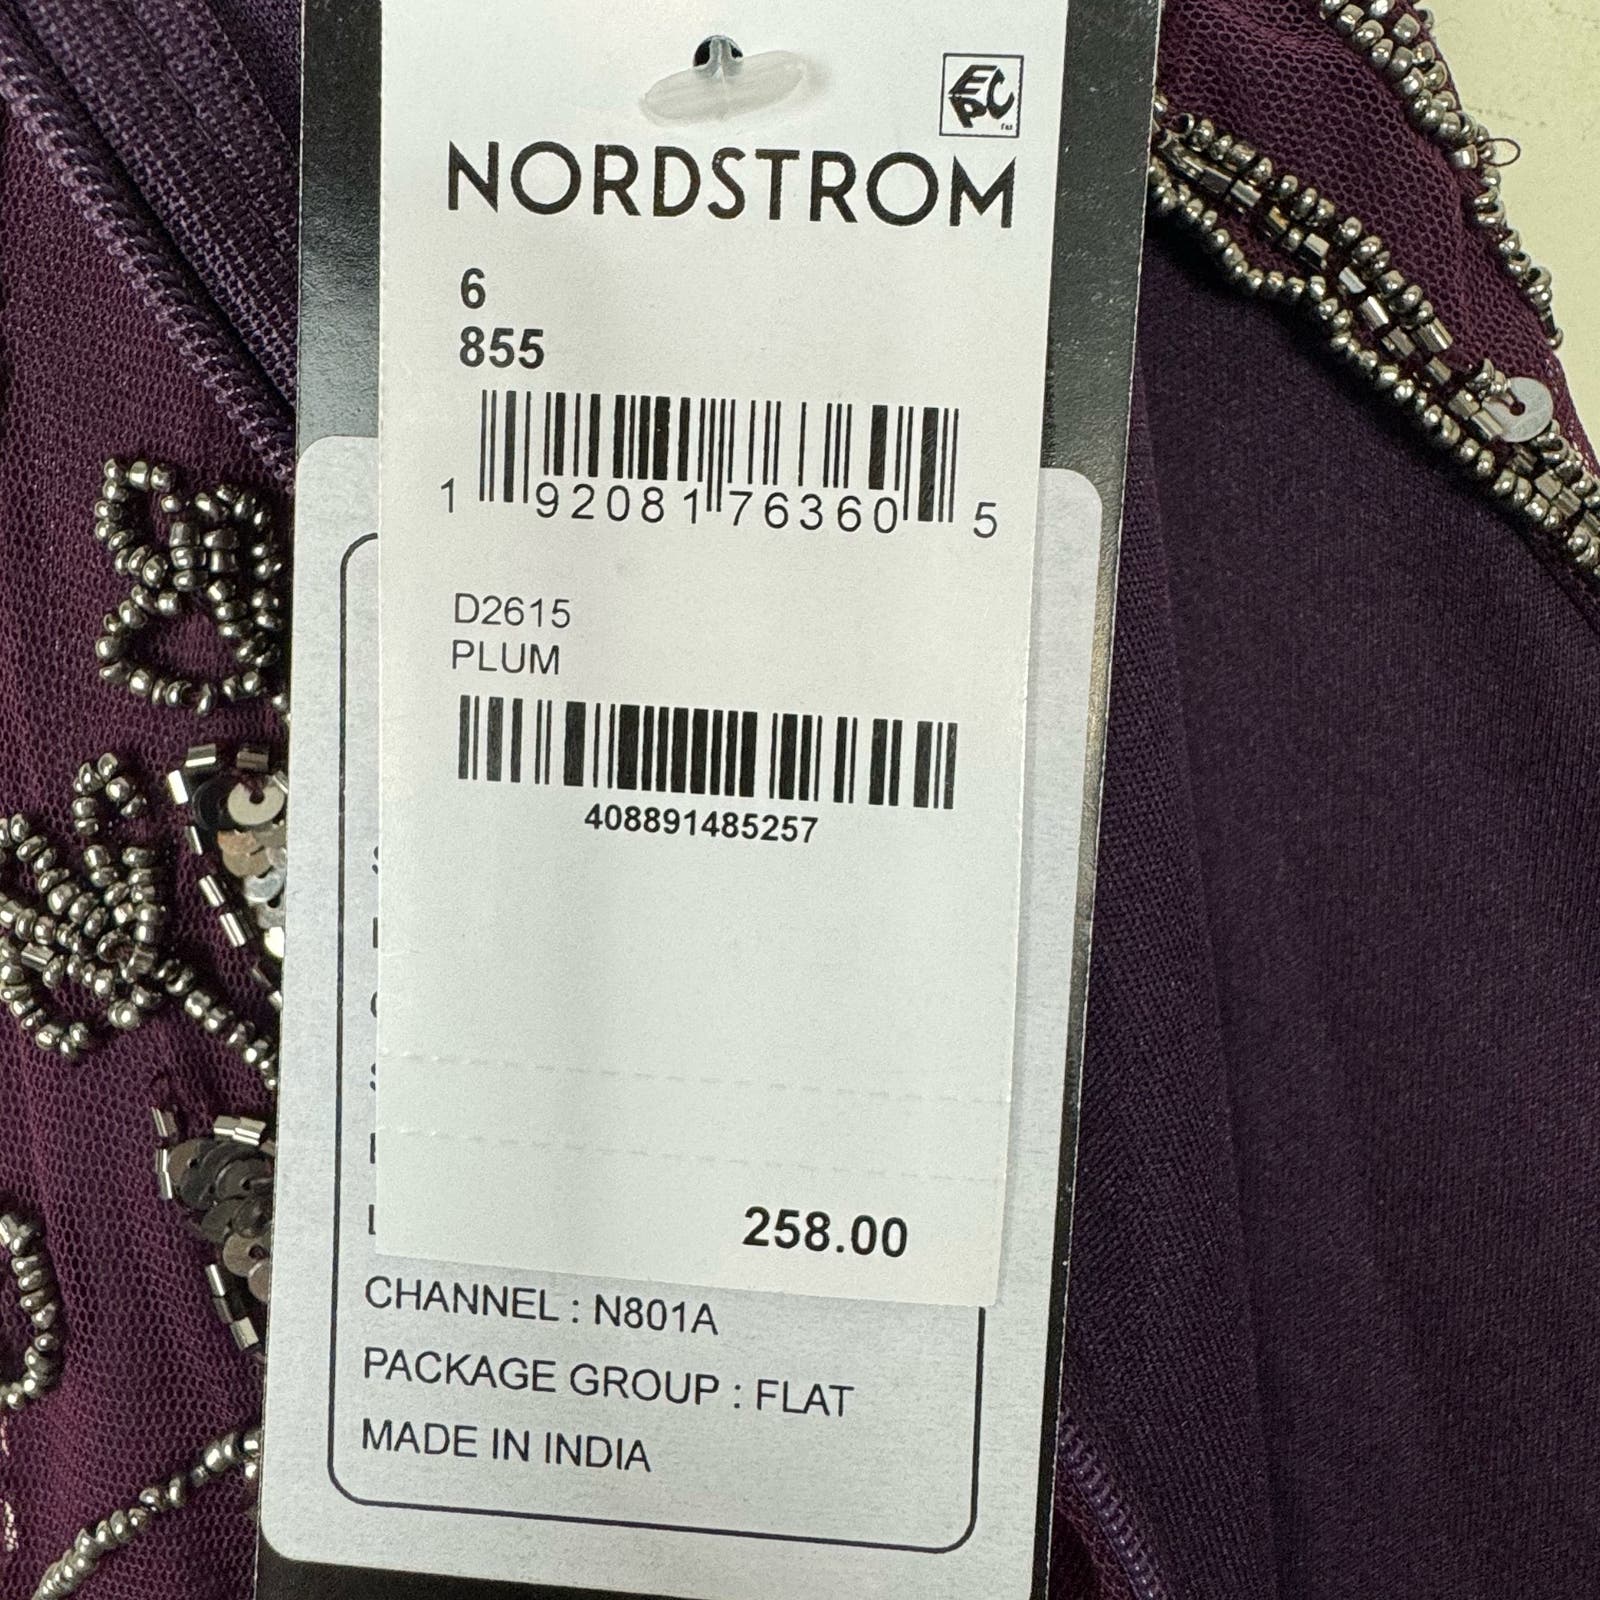 EPC
NORDSTROM
6
855
1 92081 76360 5
D2615
PLUM
408891485257
258.00
CHANNEL : N801A
PACKAGE GROUP : FLAT
MADE IN INDIA